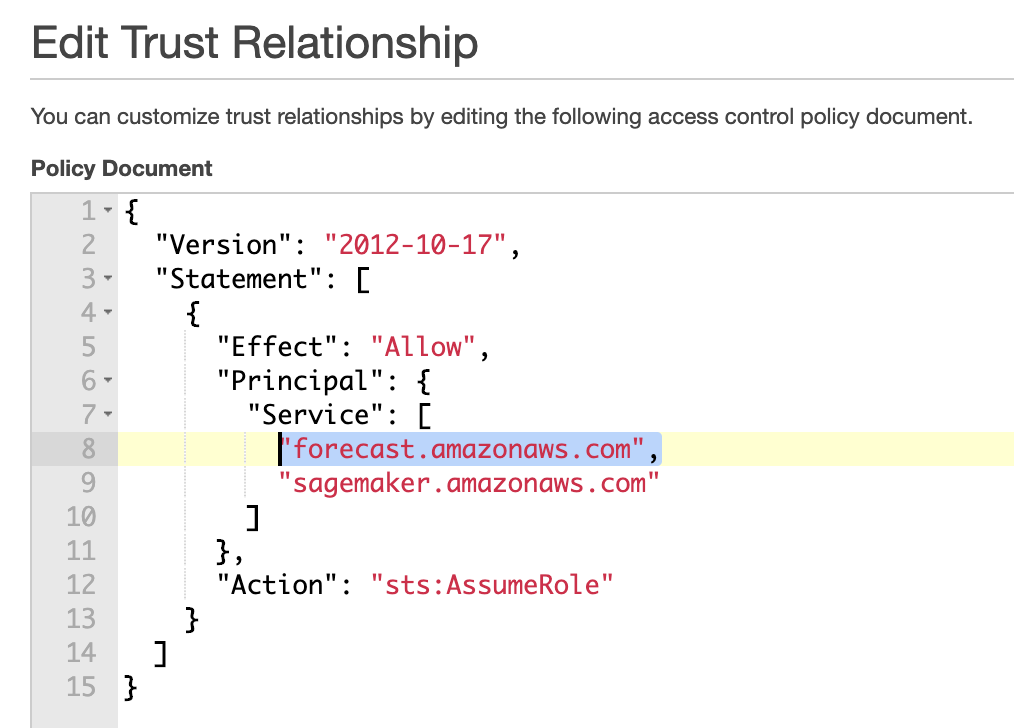 Edit Trust Relationship
You can customize trust relationships by editing the following access control policy document.
Policy Document
1 {
2   "Version": "2012-10-17",
3   "Statement": [
4     {
5       "Effect": "Allow",
6       "Principal": {
7         "Service": [
8           "forecast.amazonaws.com",
9           "sagemaker.amazonaws.com"
10         ]
11       },
12       "Action": "sts:AssumeRole"
13     }
14   ]
15 }